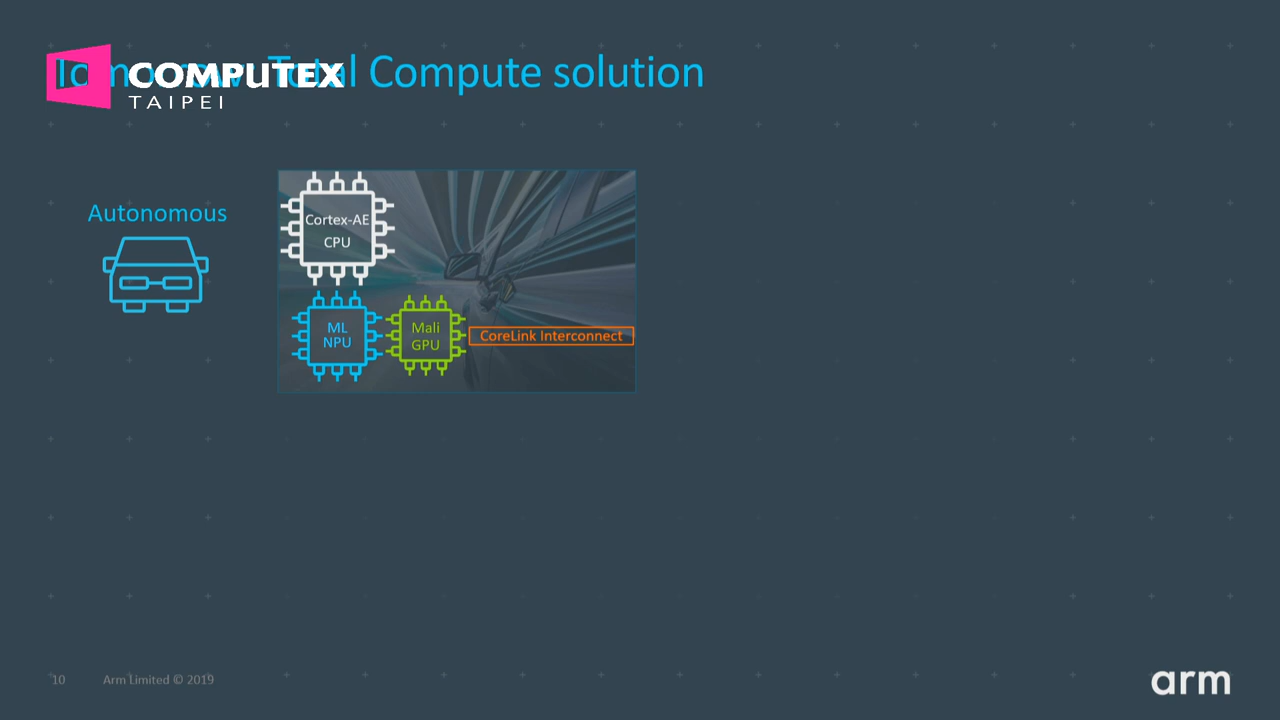 Total Compute solution
COMPUTEX
TAIPEI
Autonomous
Cortex-AE
CPU
ML
NPU
Mali
GPU
CoreLink Interconnect
10
Arm Limited © 2019
arm